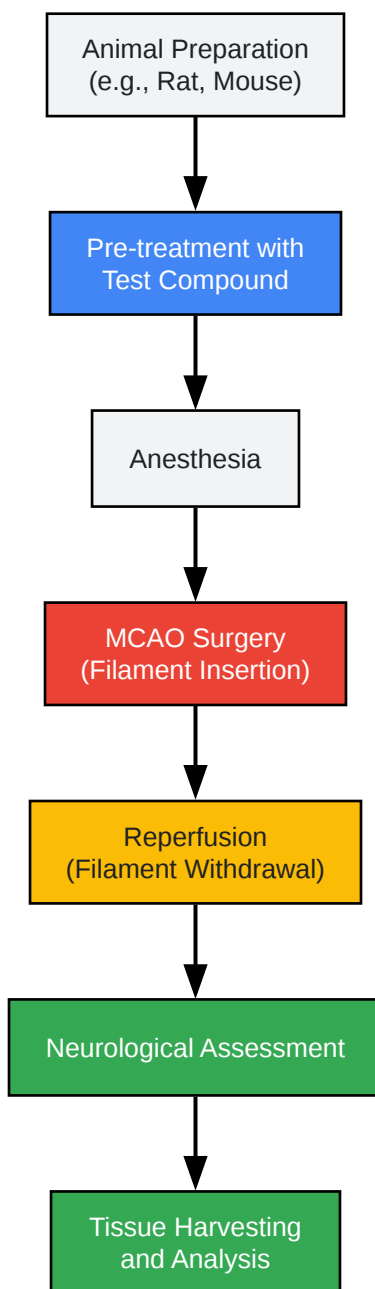 Animal Preparation
(e.g., Rat, Mouse)
Pre-treatment with
Test Compound
Anesthesia
MCAO Surgery
(Filament Insertion)
Reperfusion
(Filament Withdrawal)
Neurological Assessment
Tissue Harvesting
and Analysis